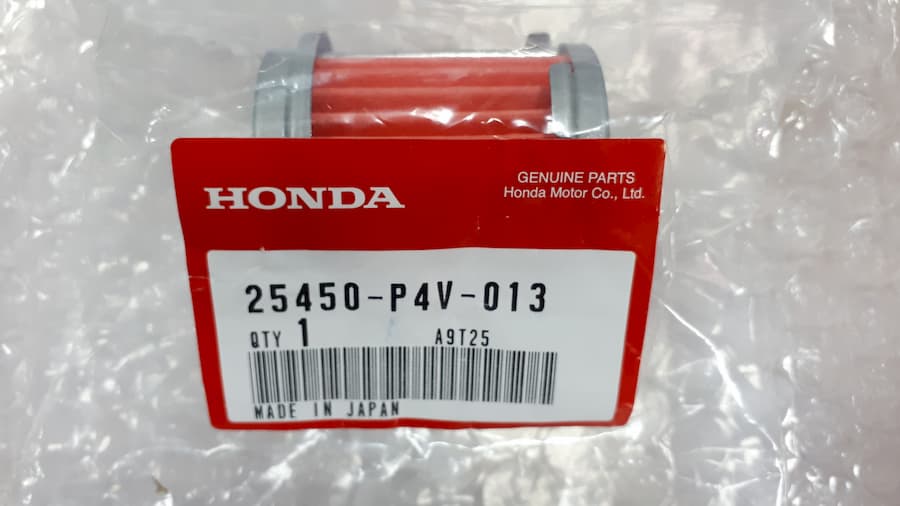 HONDA
GENUINE PARTS
Honda Motor Co., Ltd.
25450-P4V-013
QTY 1 A9T25
MADE IN JAPAN